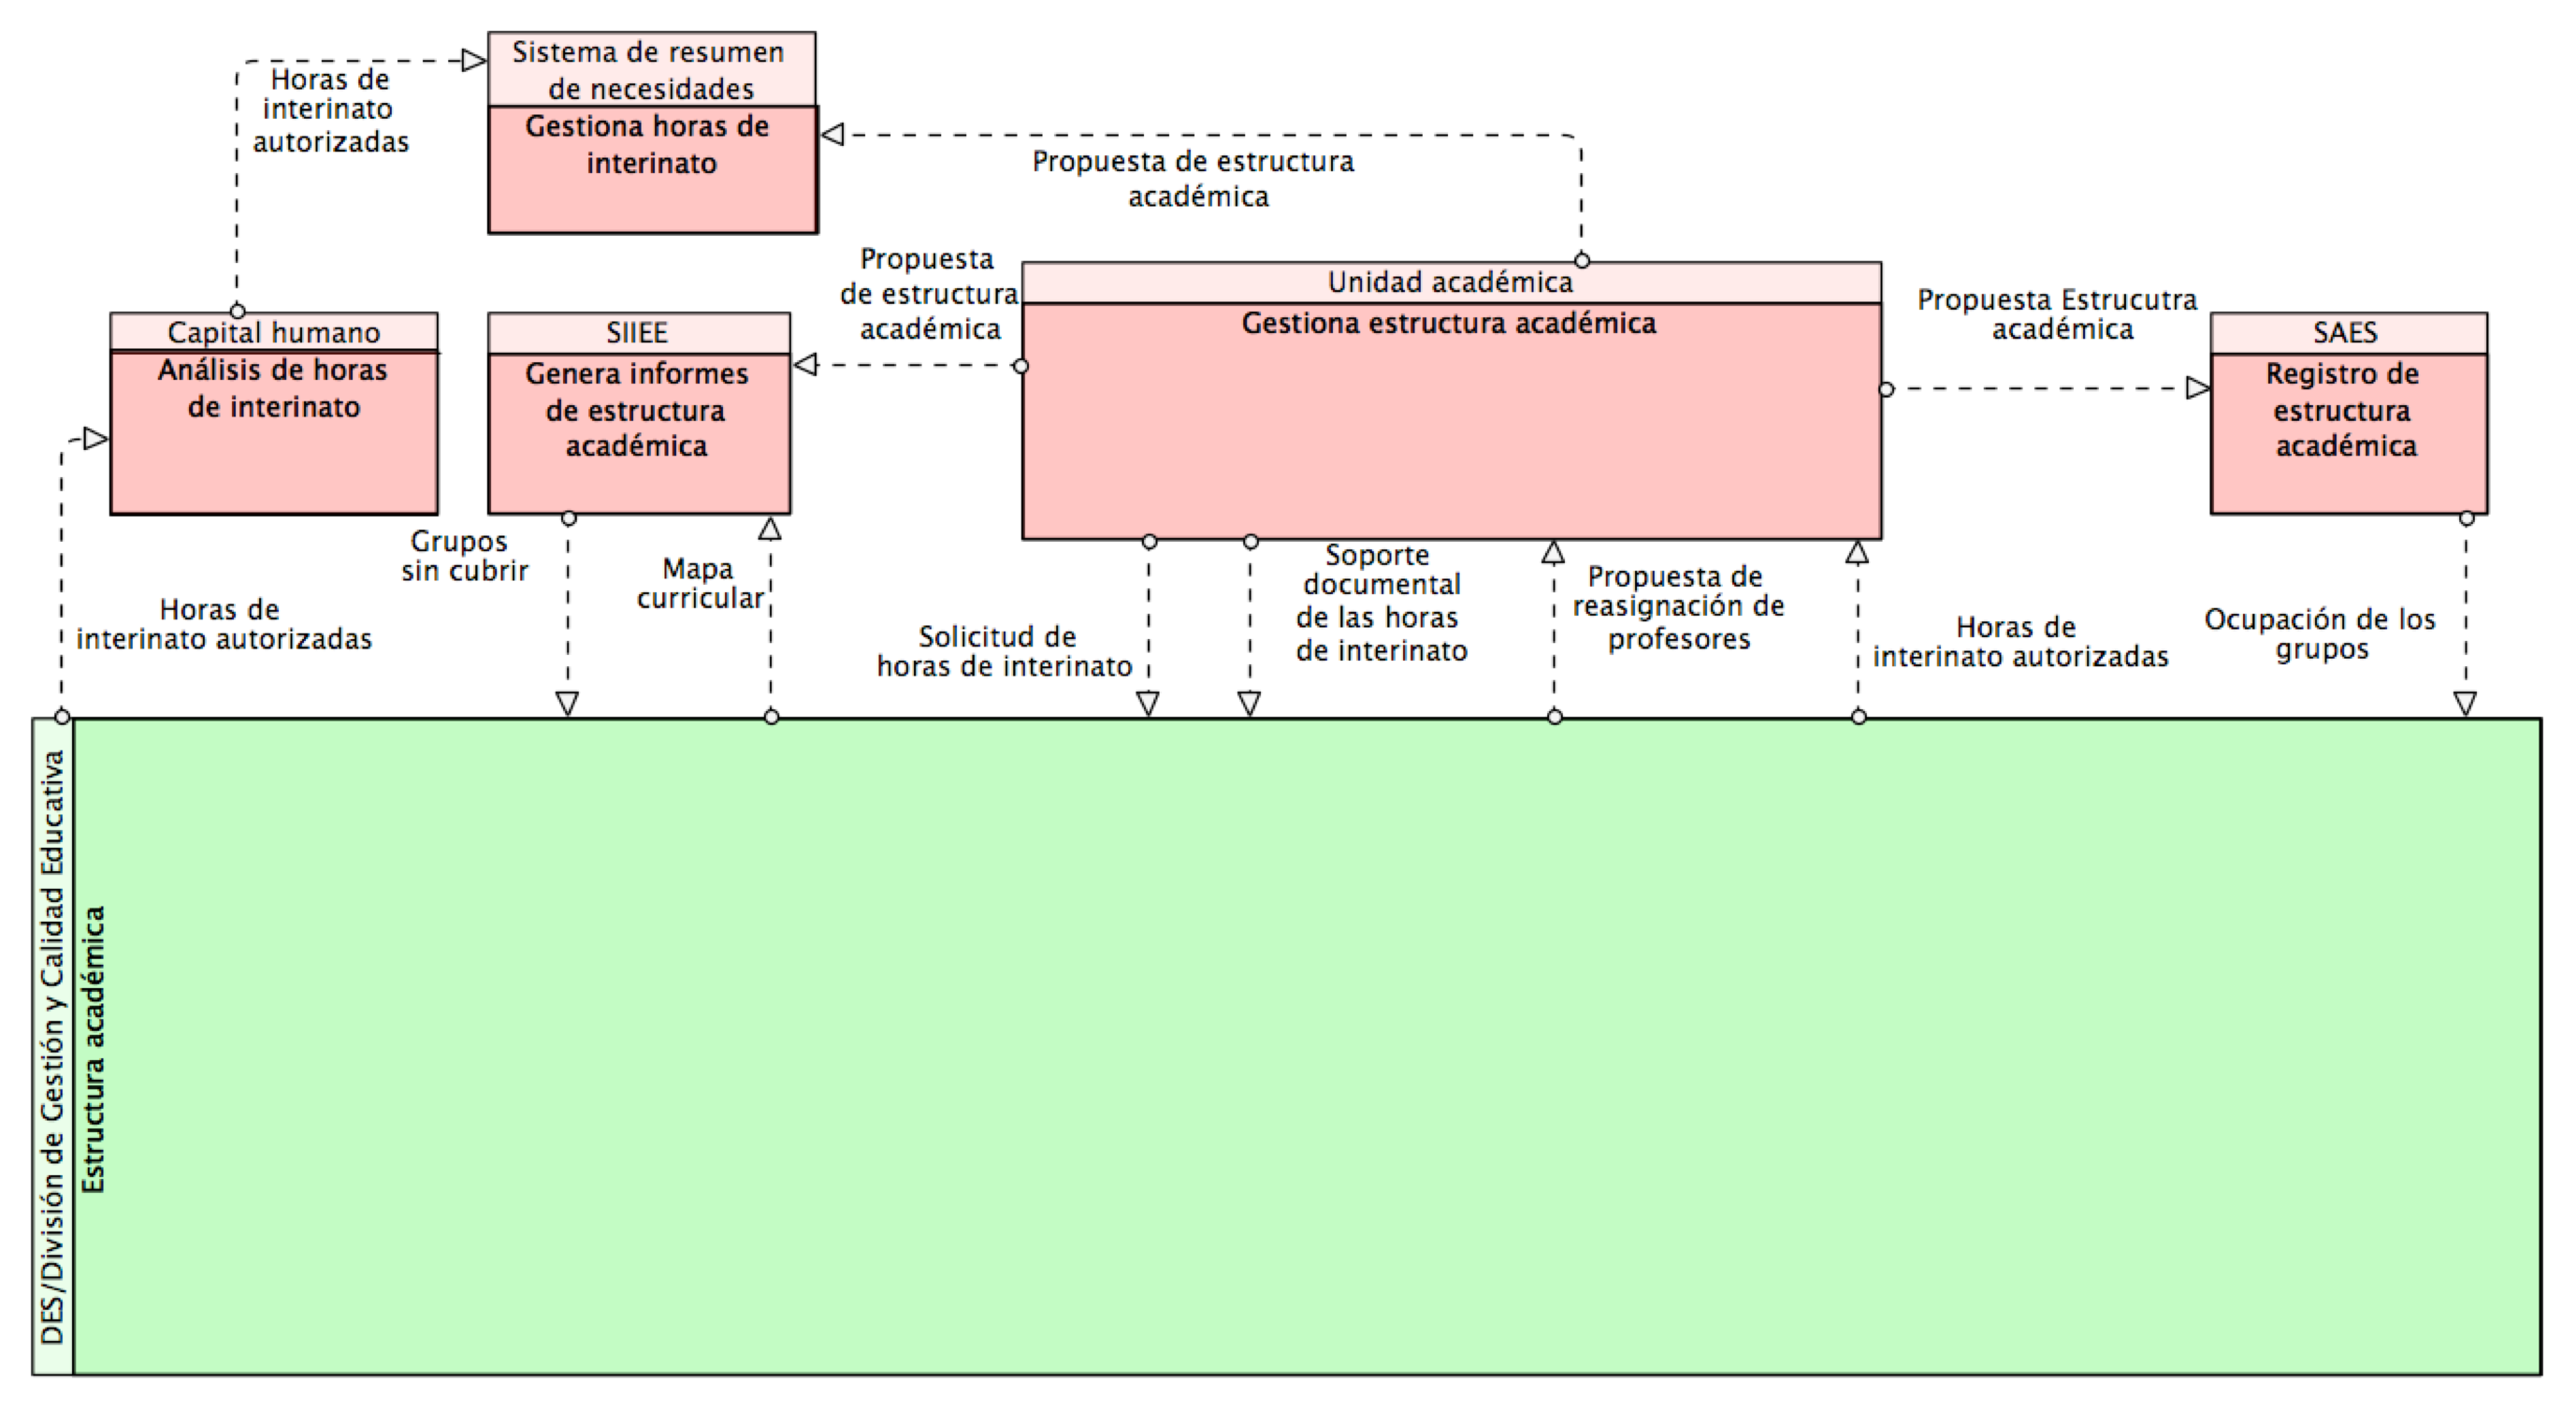 Sistema de resumen
de necesidades
Gestiona horas de
interinato
Horas de
interinato
autorizadas
Propuesta de estructura
académica
Propuesta
de estructura
académica
Unidad académica
Gestiona estructura académica
Propuesta Estrucutra
académica
Capital humano
Análisis de horas
de interinato
SIIEE
Genera informes
de estructura
académica
SAES
Registro de
estructura
académica
Horas de
interinato autorizadas
Grupos
sin cubrir
Mapa
curricular
Solicitud de
horas de interinato
Soporte
documental
de las horas
de interinato
Propuesta de
reasignación de
profesores
Horas de
interinato autorizadas
Ocupación de los
grupos
DES/División de Gestión y Calidad Educativa
Estructura académica